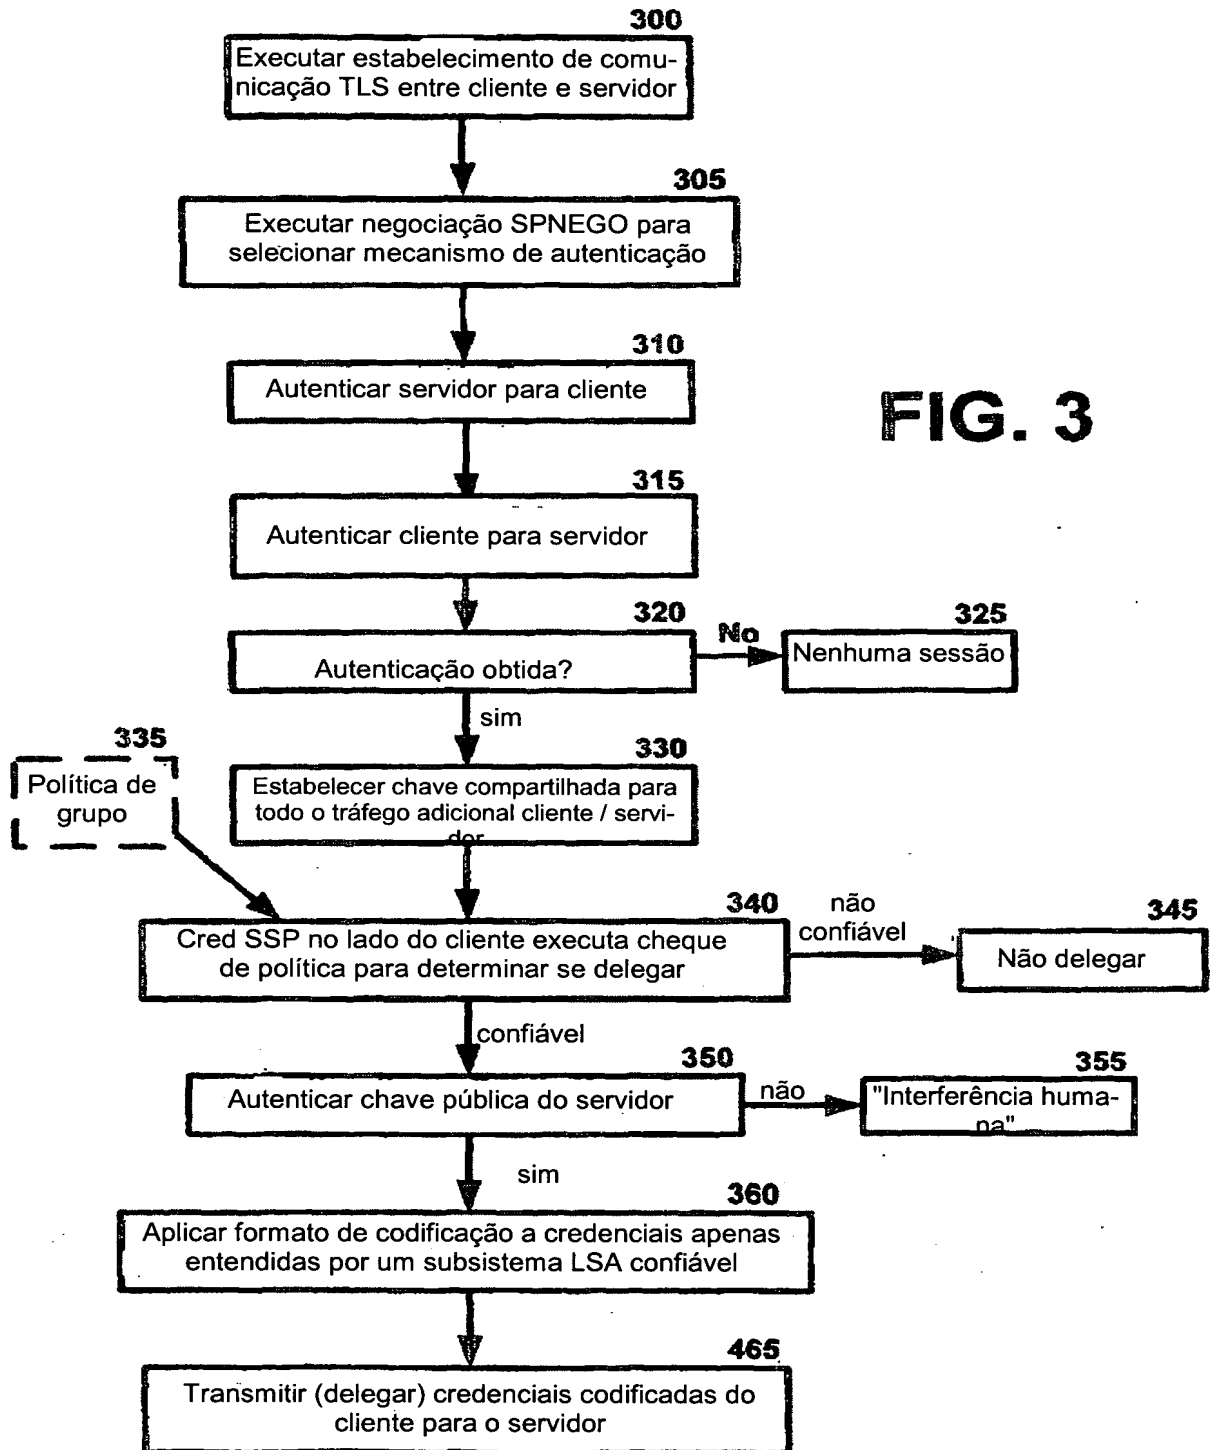 300
Executar estabelecimento de comu-
nicação TLS entre cliente e servidor
305
Executar negociação SPNEGO para
selecionar mecanismo de autenticação
310
Autenticar servidor para cliente
FIG. 3
315
Autenticar cliente para servidor
320
Autenticação obtida?
No
325
Nenhuma sessão
sim
335
Política de
grupo
330
Estabelecer chave compartilhada para
todo o tráfego adicional cliente / servi-
dor
340
Cred SSP no lado do cliente executa cheque
de política para determinar se delegar
não
confiável
345
Não delegar
confiável
350
Autenticar chave pública do servidor
não
355
"Interferência huma-
na"
sim
360
Aplicar formato de codificação a credenciais apenas
entendidas por um subsistema LSA confiável
465
Transmitir (delegar) credenciais codificadas do
cliente para o servidor